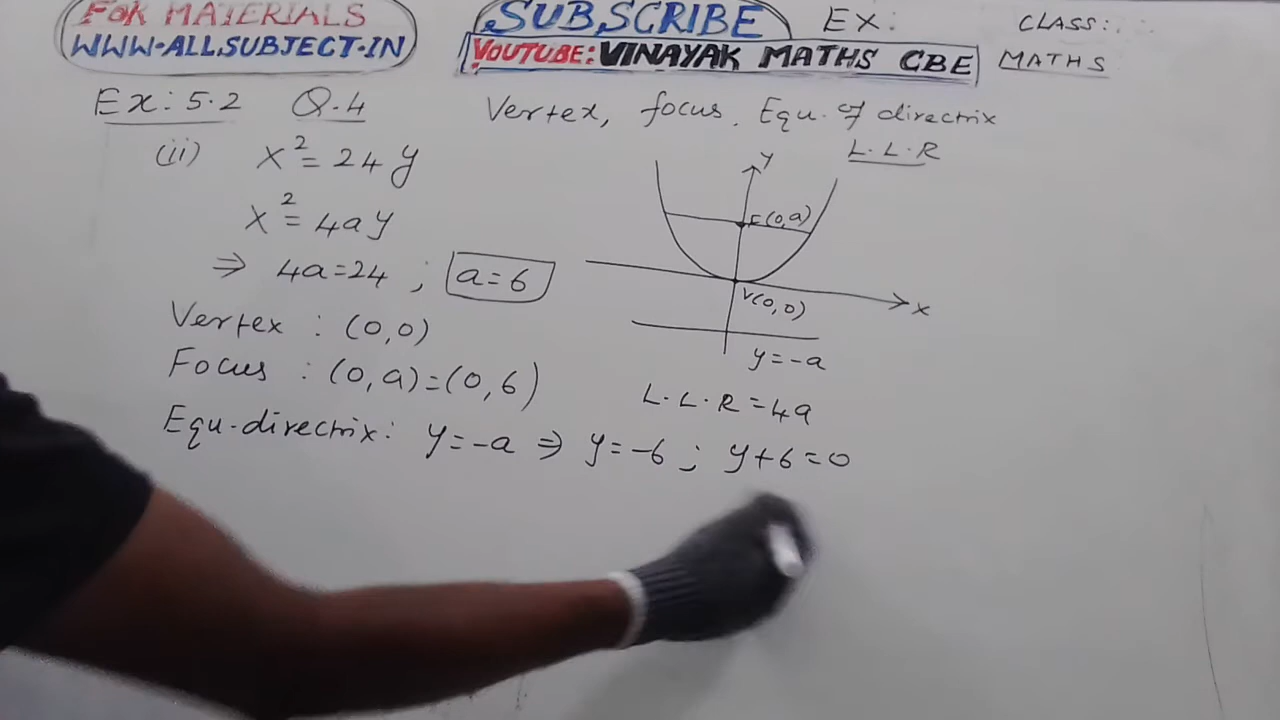 FOR MATERIALS
WWW.ALLSUBJECT.IN
SUBSCRIBE
YOUTUBE: VINAYAK MATHS CBE
EX:
CLASS:
MATHS
Ex: 5.2 Q.4
Vertex, focus, Equ. of directrix
L.L.R
(ii) x² = 24y
x² = 4ay
⇒ 4a = 24 ; a = 6
Vertex : (0,0)
Focus : (0,a) = (0,6)
Equ. directrix: y = -a ⇒ y = -6 ; y+6 = 0
y
F(0,a)
V(0,0)
x
y = -a
L.L.R = 4a